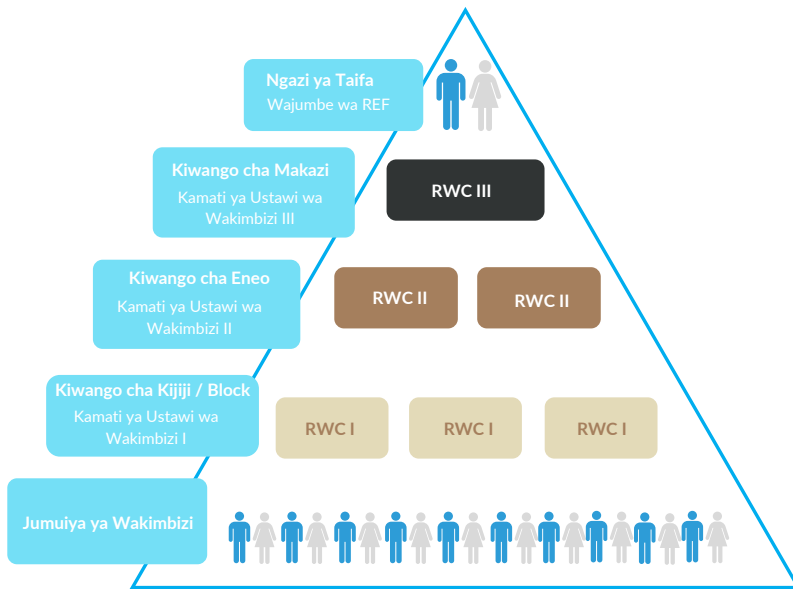 Ngazi ya Taifa
Wajumbe wa REF
Kiwango cha Makazi
Kamati ya Ustawi wa
Wakimbizi III
RWC III
Kiwango cha Eneo
Kamati ya Ustawi wa
Wakimbizi II
RWC II
RWC II
Kiwango cha Kijiji / Block
Kamati ya Ustawi wa
Wakimbizi I
RWC I
RWC I
RWC I
Jumuiya ya Wakimbizi